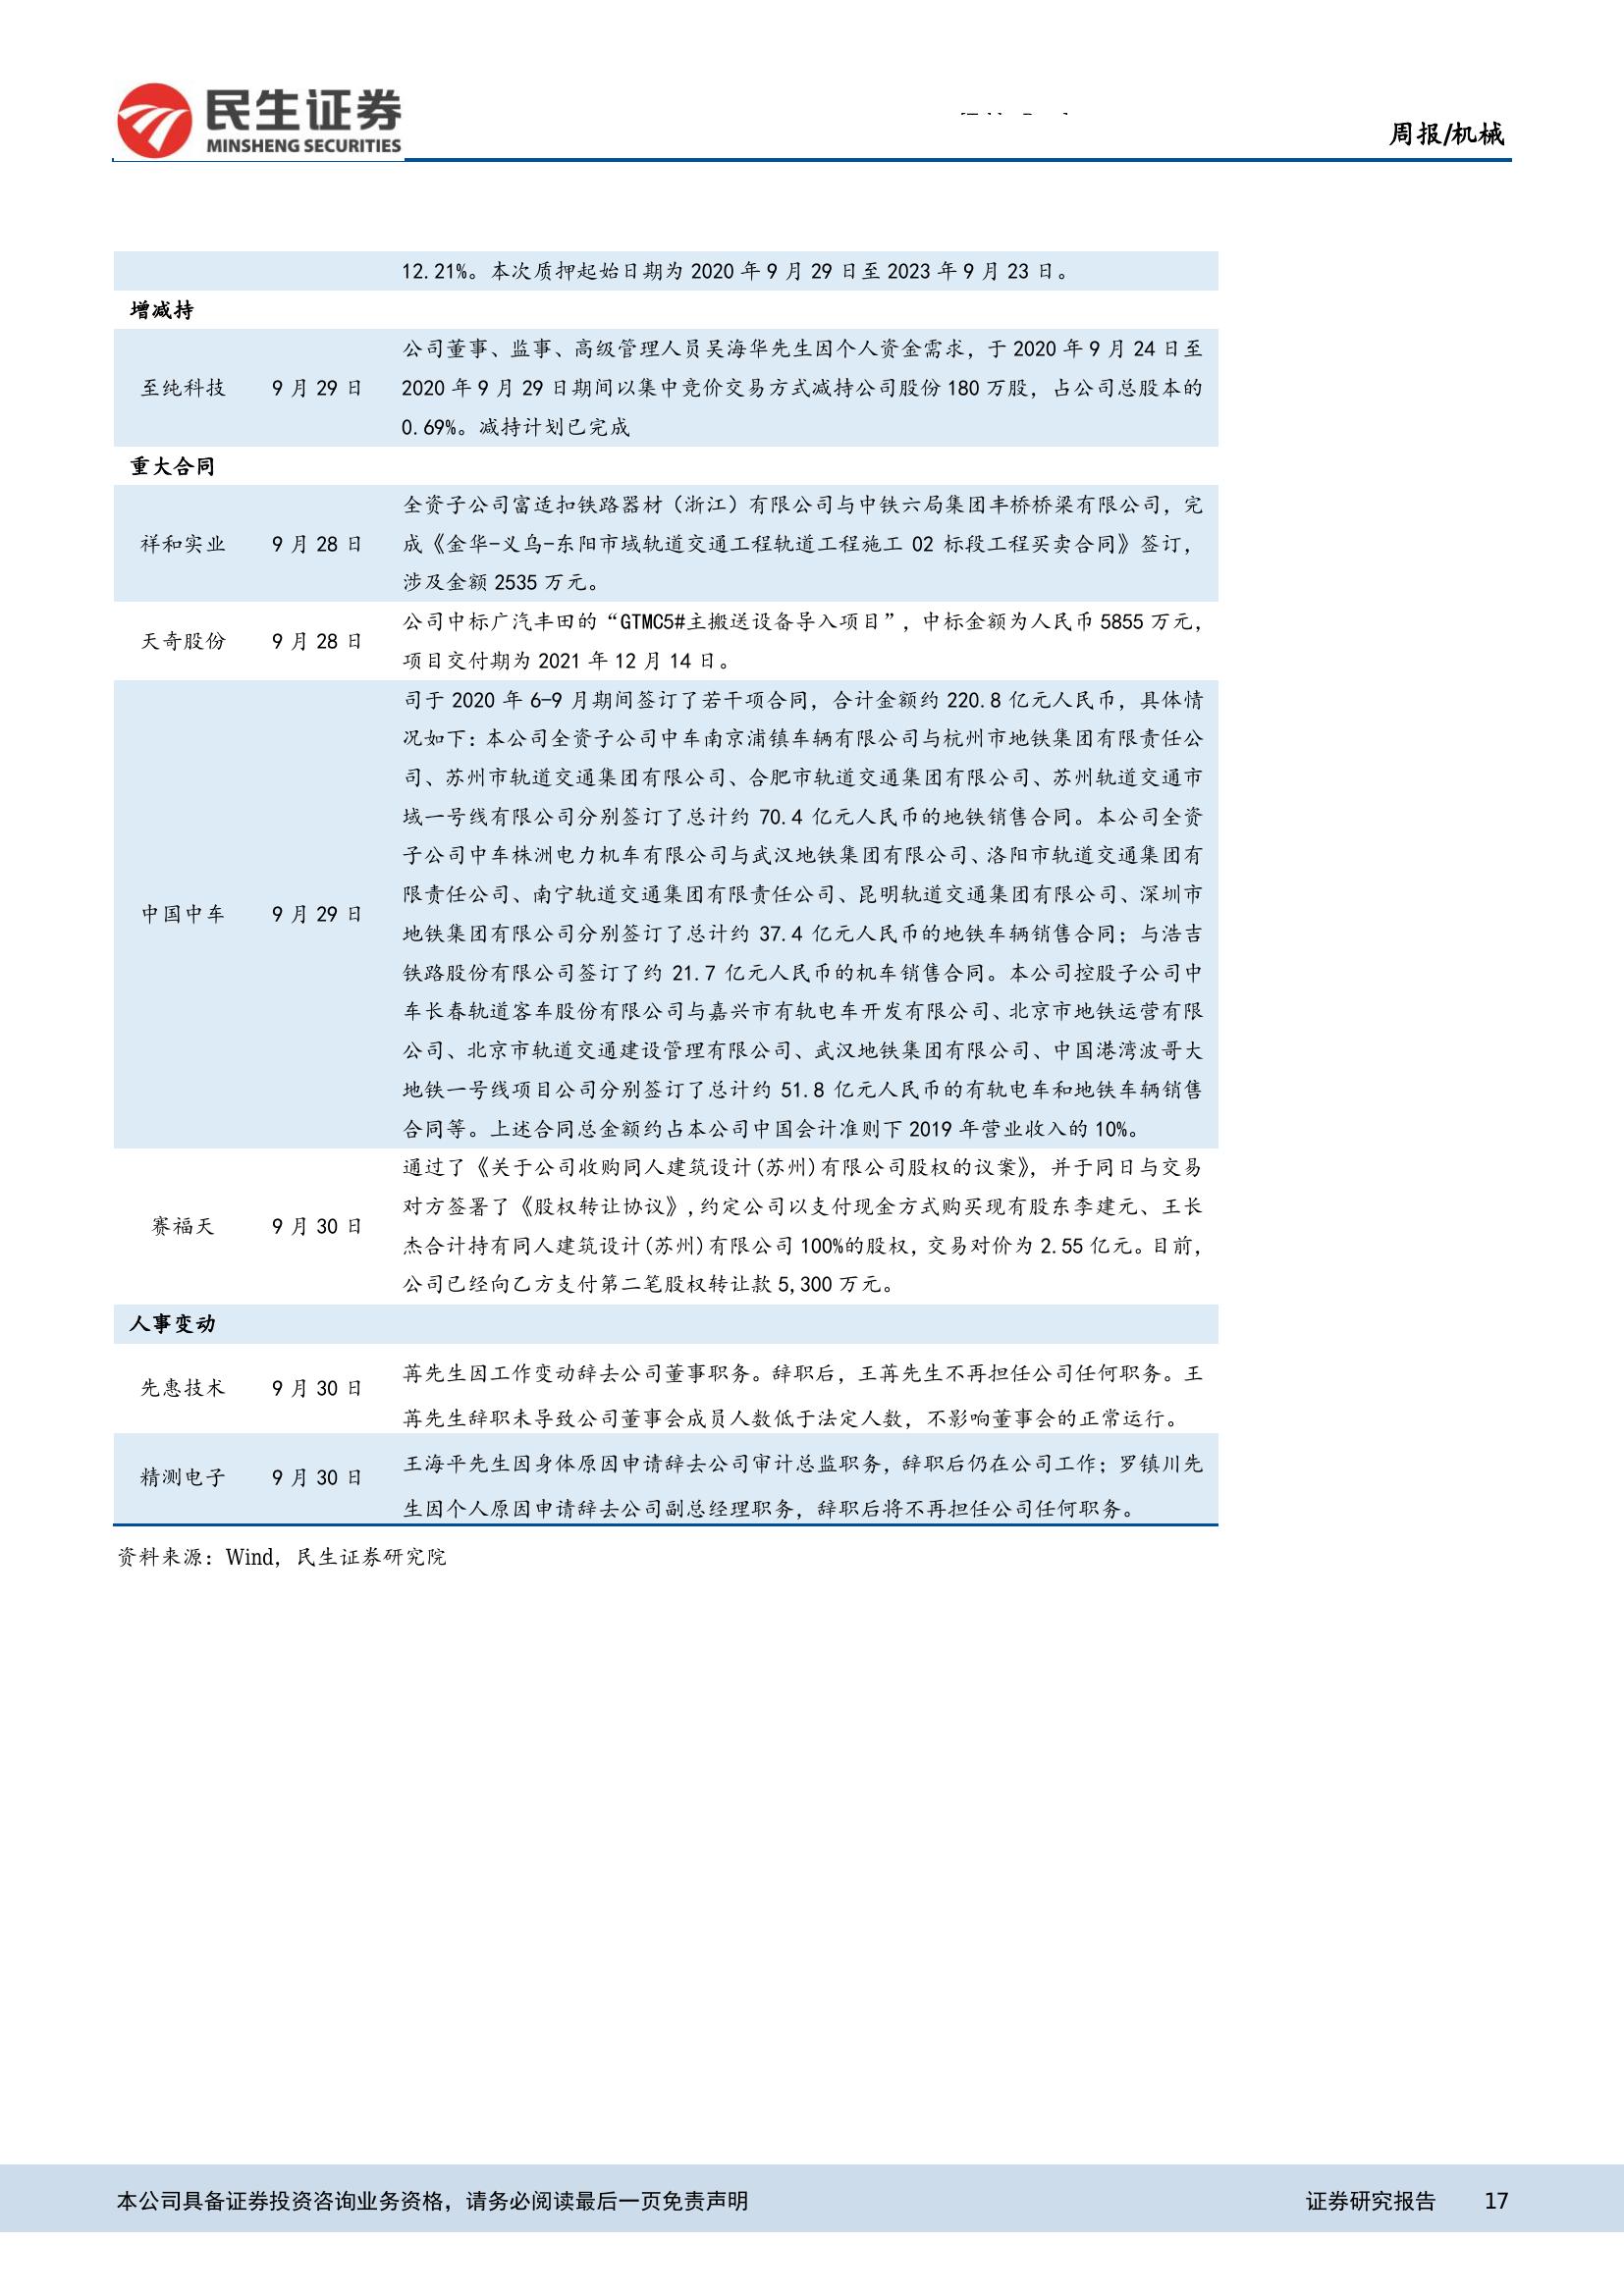 民生证券
MINSHENG SECURITIES
周报/机械
12.21%。本次质押起始日期为 2020 年 9 月 29 日至 2023 年 9 月 23 日。
增减持
公司董事、监事、高级管理人员吴海华先生因个人资金需求，于 2020 年 9 月 24 日至
至纯科技 9 月 29 日 2020 年 9 月 29 日期间以集中竞价交易方式减持公司股份 180 万股，占公司总股本的
0.69%。减持计划已完成
重大合同
全资子公司富适扣铁路器材（浙江）有限公司与中铁六局集团丰桥桥梁有限公司，完
祥和实业 9 月 28 日 成《金华-义乌-东阳市域轨道交通工程轨道工程施工 02 标段工程买卖合同》签订，
涉及金额 2535 万元。
天奇股份 9 月 28 日 公司中标广汽丰田的“GTMC5#主搬送设备导入项目”，中标金额为人民币 5855 万元，
项目交付期为 2021 年 12 月 14 日。
司于 2020 年 6-9 月期间签订了若干项合同，合计金额约 220.8 亿元人民币，具体情
况如下：本公司全资子公司中车南京浦镇车辆有限公司与杭州市地铁集团有限责任公
司、苏州市轨道交通集团有限公司、合肥市轨道交通集团有限公司、苏州轨道交通市
域一号线有限公司分别签订了总计约 70.4 亿元人民币的地铁销售合同。本公司全资
子公司中车株洲电力机车有限公司与武汉地铁集团有限公司、洛阳市轨道交通集团有
限责任公司、南宁轨道交通集团有限责任公司、昆明轨道交通集团有限公司、深圳市
中国中车 9 月 29 日 地铁集团有限公司分别签订了总计约 37.4 亿元人民币的地铁车辆销售合同；与浩吉
铁路股份有限公司签订了约 21.7 亿元人民币的机车销售合同。本公司控股子公司中
车长春轨道客车股份有限公司与嘉兴市有轨电车开发有限公司、北京市地铁运营有限
公司、北京市轨道交通建设管理有限公司、武汉地铁集团有限公司、中国港湾波哥大
地铁一号线项目公司分别签订了总计约 51.8 亿元人民币的有轨电车和地铁车辆销售
合同等。上述合同总金额约占本公司中国会计准则下 2019 年营业收入的 10%。
通过了《关于公司收购同人建筑设计(苏州)有限公司股权的议案》，并于同日与交易
对方签署了《股权转让协议》,约定公司以支付现金方式购买现有股东李建元、王长
赛福天 9 月 30 日 杰合计持有同人建筑设计(苏州)有限公司 100%的股权，交易对价为 2.55 亿元。目前，
公司已经向乙方支付第二笔股权转让款 5,300 万元。
人事变动
先惠技术 9 月 30 日 苒先生因工作变动辞去公司董事职务。辞职后，王苒先生不再担任公司任何职务。王
苒先生辞职未导致公司董事会成员人数低于法定人数，不影响董事会的正常运行。
精测电子 9 月 30 日 王海平先生因身体原因申请辞去公司审计总监职务，辞职后仍在公司工作；罗镇川先
生因个人原因申请辞去公司副总经理职务，辞职后将不再担任公司任何职务。
资料来源：Wind，民生证券研究院
本公司具备证券投资咨询业务资格，请务必阅读最后一页免责声明 证券研究报告 17